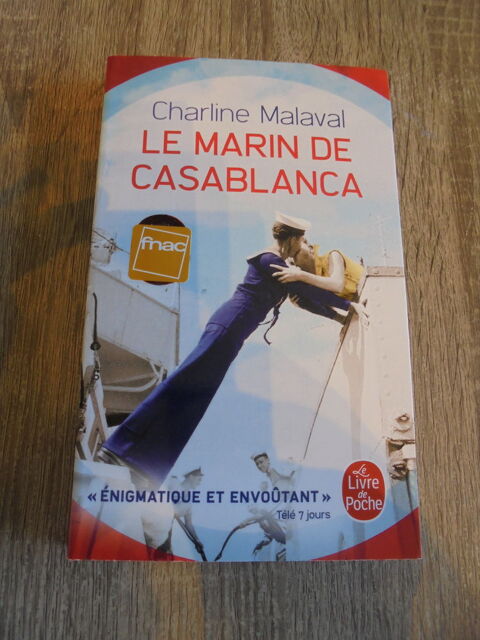 Charline Malaval
LE MARIN DE
CASABLANCA
fnac
« ÉNIGMATIQUE ET ENVOÛTANT »
Télé 7 jours
Le
Livre
de
Poche